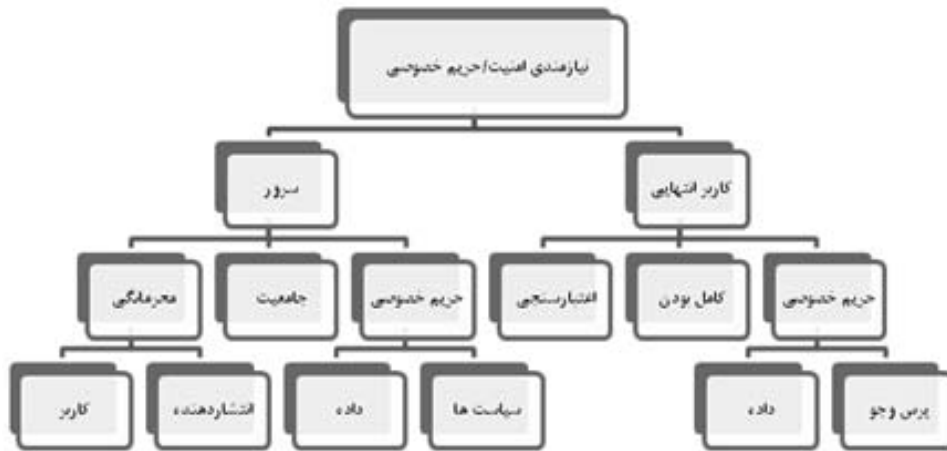 نیازمندی امنیت/حریم خصوصی
کاربر انتهایی
سرور
حریم خصوصی
کامل بودن
اعتبارسنجی
حریم خصوصی
جامعیت
محرمانگی
پرس و جو
داده
سیاست ها
داده
انتشاردهنده
کاربر